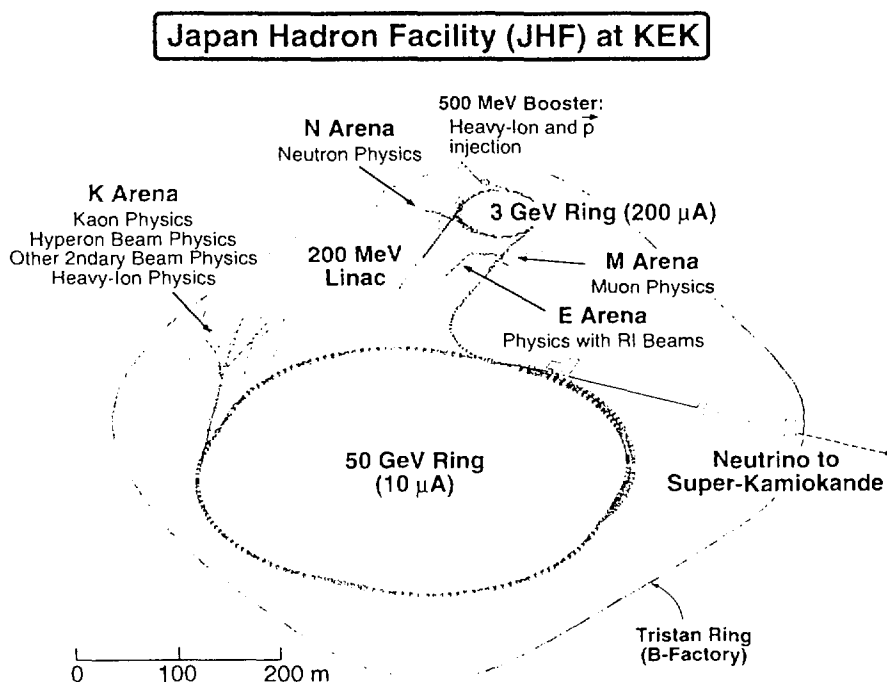 Japan Hadron Facility (JHF) at KEK
500 MeV Booster:
Heavy-Ion and p⃗
injection
N Arena
Neutron Physics
K Arena
Kaon Physics
Hyperon Beam Physics
Other 2ndary Beam Physics
Heavy-Ion Physics
3 GeV Ring (200 μA)
200 MeV
Linac
M Arena
Muon Physics
E Arena
Physics with RI Beams
50 GeV Ring
(10 μA)
Neutrino to
Super-Kamiokande
Tristan Ring
(B-Factory)
0 100 200 m